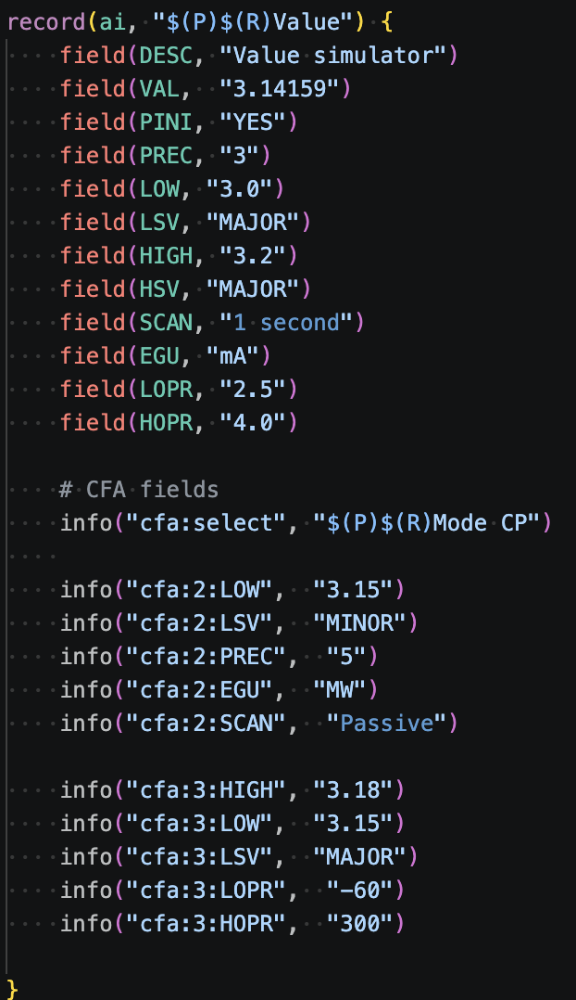 record(ai, "$(P)$(R)Value") {
    field(DESC, "Value simulator")
    field(VAL,  "3.14159")
    field(PINI, "YES")
    field(PREC, "3")
    field(LOW, "3.0")
    field(LSV, "MAJOR")
    field(HIGH, "3.2")
    field(HSV, "MAJOR")
    field(SCAN, "1 second")
    field(EGU, "mA")
    field(LOPR, "2.5")
    field(HOPR, "4.0")

    # CFA fields
    info("cfa:select", "$(P)$(R)Mode CP")
    
    info("cfa:2:LOW",  "3.15")
    info("cfa:2:LSV",  "MINOR")
    info("cfa:2:PREC",  "5")
    info("cfa:2:EGU",  "MW")
    info("cfa:2:SCAN",  "Passive")

    info("cfa:3:HIGH", "3.18")
    info("cfa:3:LOW",  "3.15")
    info("cfa:3:LSV",  "MAJOR")
    info("cfa:3:LOPR",  "-60")
    info("cfa:3:HOPR",  "300")

}